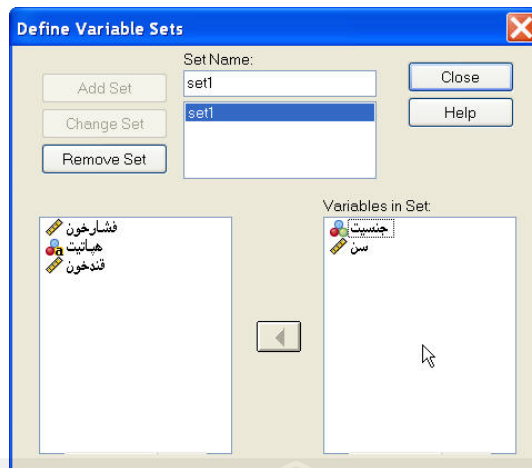 Define Variable Sets
Set Name:
Add Set
set1
Close
Change Set
set1
Help
Remove Set
Variables in Set:
فشارخون
هپاتیت
a
قندخون
جنسیت
سن